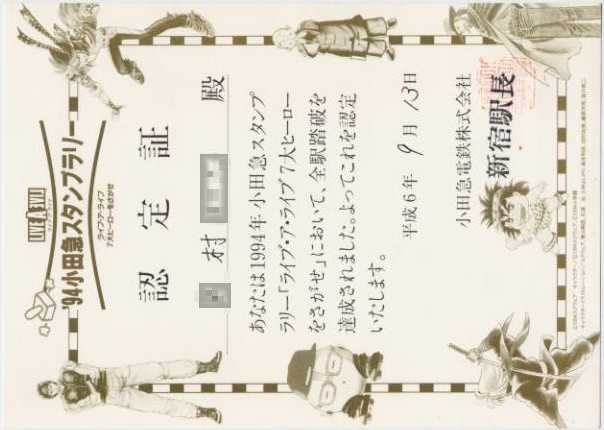 LIVE A LIVE
'94小田急スタンプラリー
ライブ・ア・ライブ
7大ヒーローをさがせ
認定証
村 殿
あなたは1994年 小田急スタンプ
ラリー「ライブ・ア・ライブ 7大ヒーロー
をさがせ」において、全駅踏破を
達成されました。よってこれを認定
いたします。
平成6年 9月 13日
小田急電鉄株式会社
新宿駅長